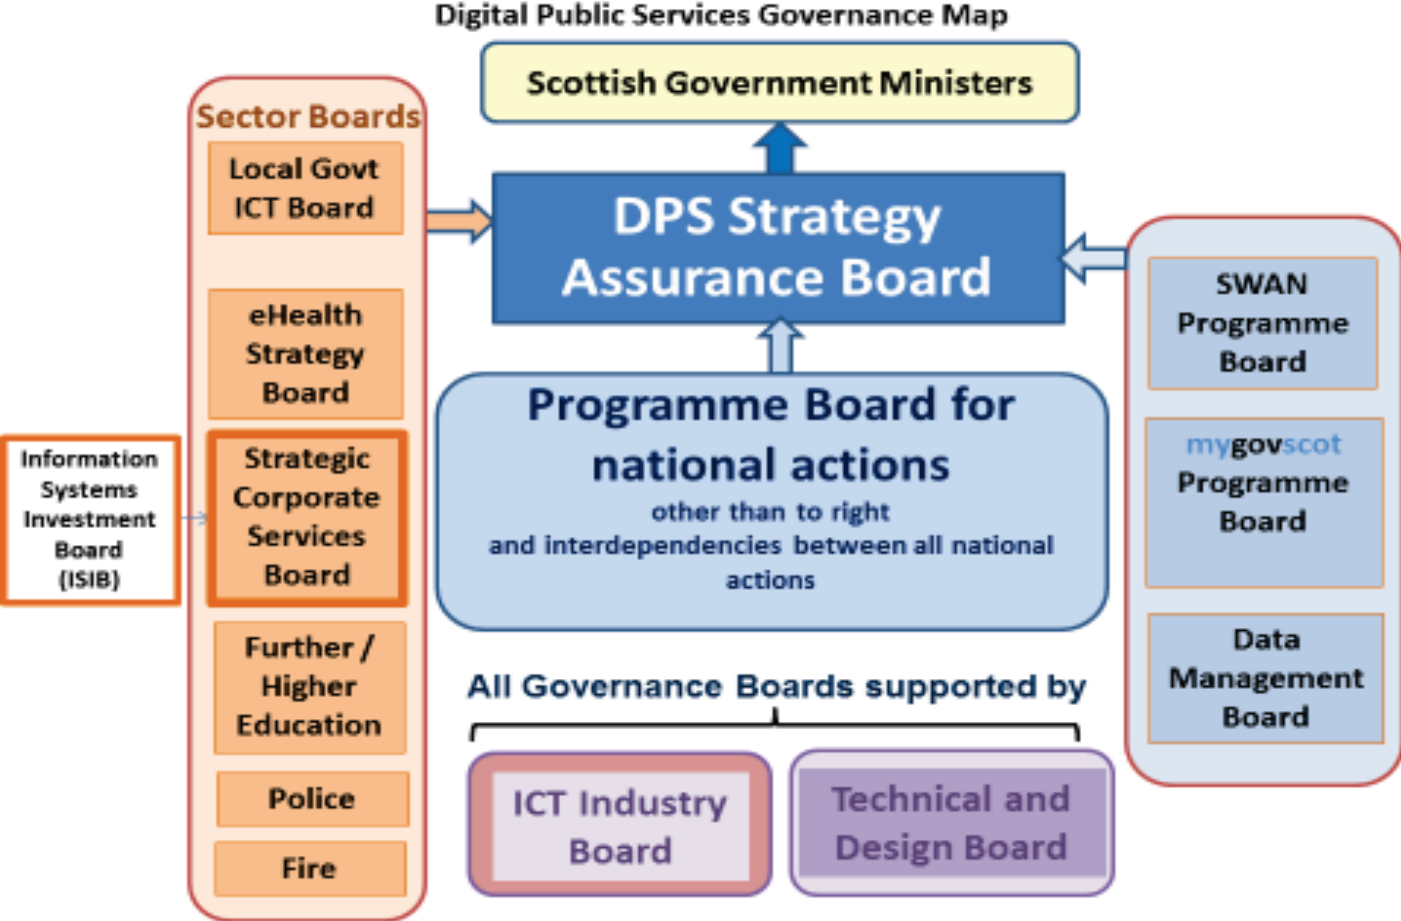 Digital Public Services Governance Map
Scottish Government Ministers
Sector Boards
Local Govt
ICT Board
eHealth
Strategy
Board
Strategic
Corporate
Services
Board
Further /
Higher
Education
Police
Fire
Information
Systems
Investment
Board
(ISIB)
DPS Strategy
Assurance Board
Programme Board for
national actions
other than to right
and interdependencies between all national
actions
SWAN
Programme
Board
mygovscot
Programme
Board
Data
Management
Board
All Governance Boards supported by
ICT Industry
Board
Technical and
Design Board